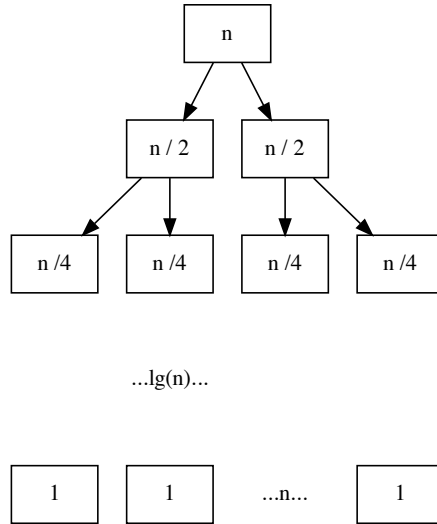 n
n / 2 n / 2
n /4 n /4 n /4 n /4
...lg(n)...
1 1 ...n... 1